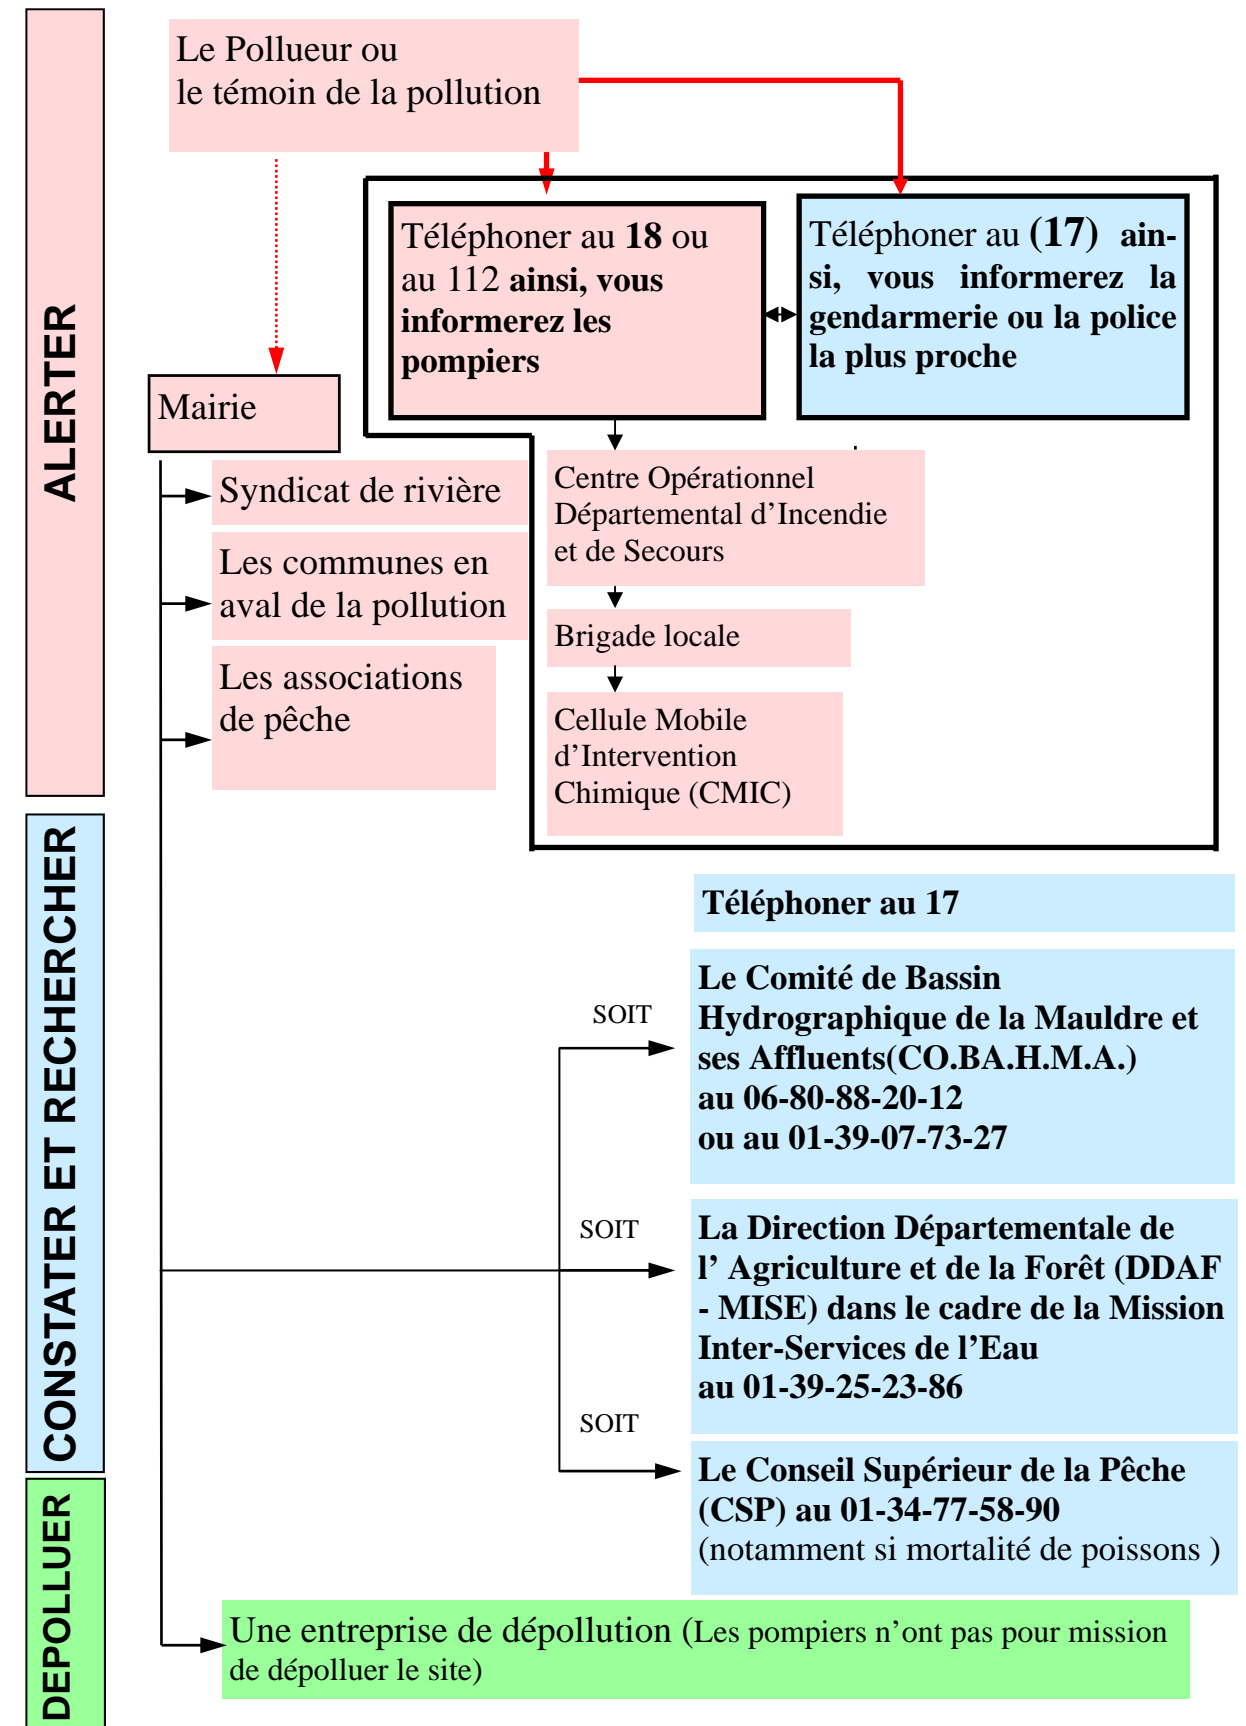 Le Pollueur ou
le témoin de la pollution
ALERTER
Téléphoner au 18 ou
au 112 ainsi, vous
informerez les
pompiers
Téléphoner au (17) ain-
si, vous informerez la
gendarmerie ou la police
la plus proche
Mairie
Syndicat de rivière
Les communes en
aval de la pollution
Les associations
de pêche
Centre Opérationnel
Départemental d’Incendie
et de Secours
Brigade locale
Cellule Mobile
d’Intervention
Chimique (CMIC)
CONSTATER ET RECHERCHER
Téléphoner au 17
SOIT
Le Comité de Bassin
Hydrographique de la Mauldre et
ses Affluents(CO.BA.H.M.A.)
au 06-80-88-20-12
ou au 01-39-07-73-27
SOIT
La Direction Départementale de
l’ Agriculture et de la Forêt (DDAF
- MISE) dans le cadre de la Mission
Inter-Services de l’Eau
au 01-39-25-23-86
SOIT
Le Conseil Supérieur de la Pêche
(CSP) au 01-34-77-58-90
(notamment si mortalité de poissons )
DEPOLLUER
Une entreprise de dépollution (Les pompiers n’ont pas pour mission
de dépolluer le site)